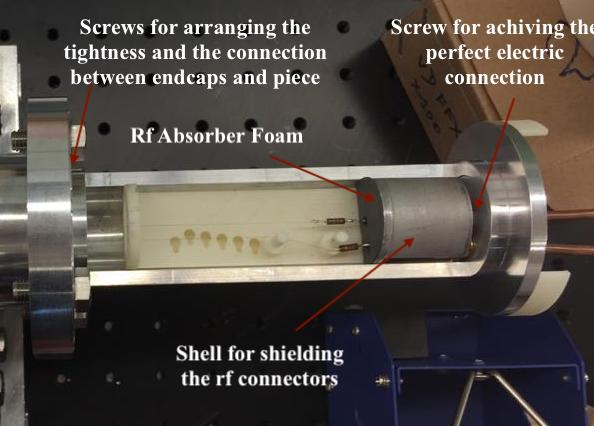 Screws for arranging the
tightness and the connection
between endcaps and piece
Screw for achiving the
perfect electric
connection
Rf Absorber Foam
Shell for shielding
the rf connectors